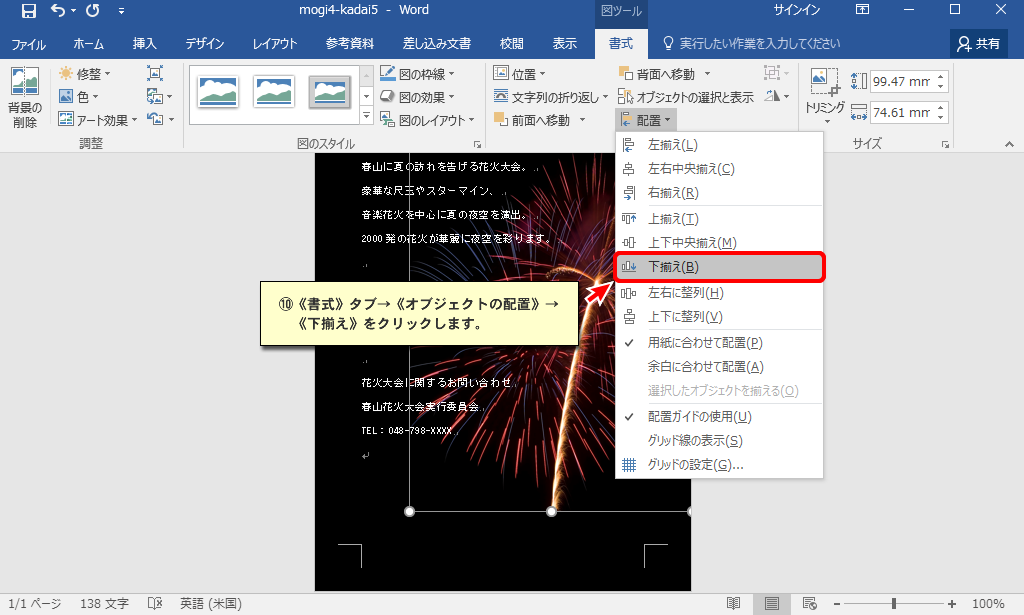 mogi4-kadai5 - Word
図ツール
サインイン
ファイル
ホーム
挿入
デザイン
レイアウト
参考資料
差し込み文書
校閲
表示
書式
実行したい作業を入力してください
共有
背景の
削除
修整
色
アート効果
調整
図のスタイル
図の枠線
図の効果
図のレイアウト
位置
文字列の折り返し
前面へ移動
背面へ移動
オブジェクトの選択と表示
配置
トリミング
99.47 mm
74.61 mm
サイズ
左揃え(L)
左右中央揃え(C)
右揃え(R)
上揃え(T)
上下中央揃え(M)
下揃え(B)
左右に整列(H)
上下に整列(V)
用紙に合わせて配置(P)
余白に合わせて配置(A)
選択したオブジェクトを揃える(O)
配置ガイドの使用(U)
グリッド線の表示(S)
グリッドの設定(G)...
春山に夏の訪れを告げる花火大会。
豪華な尺玉やスターマイン、
音楽花火を中心に夏の夜空を演出。
2000 発の花火が華麗に夜空を彩ります。
⑩《書式》タブ→《オブジェクトの配置》→
《下揃え》をクリックします。
花火大会に関するお問い合わせ
春山花火大会実行委員会
TEL：048-798-XXXX
1/1 ページ
138 文字
英語 (米国)
100%